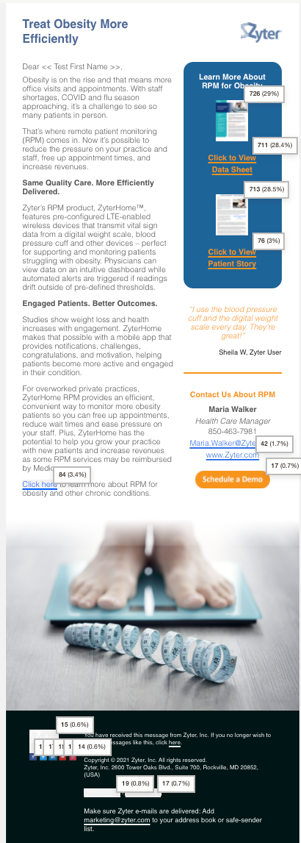 Treat Obesity More
Efficiently
Zyter
Dear << Test First Name >>,
Obesity is on the rise and that means more
office visits and appointments. With staff
shortages, COVID and flu season
approaching, it's a challenge to see so
many patients in person.
That's where remote patient monitoring
(RPM) comes in. Now it's possible to
reduce the pressure on your practice and
staff, free up appointment times, and
increase revenues.
Same Quality Care. More Efficiently
Delivered.
Zyter's RPM product, ZyterHome™,
features pre-configured LTE-enabled
wireless devices that transmit vital sign
data from a digital weight scale, blood
pressure cuff and other devices – perfect
for supporting and monitoring patients
struggling with obesity. Physicians can
view data on an intuitive dashboard while
automated alerts are triggered if readings
drift outside of pre-defined thresholds.
Engaged Patients. Better Outcomes.
Studies show weight loss and health
increases with engagement. ZyterHome
makes that possible with a mobile app that
provides notifications, challenges,
congratulations, and motivation, helping
patients become more active and engaged
in their condition.
For overworked private practices,
ZyterHome RPM provides an efficient,
convenient way to monitor more obesity
patients so you can free up appointments,
reduce wait times and ease pressure on
your staff. Plus, ZyterHome has the
potential to help you grow your practice
with new patients and increase revenues
as some RPM services may be reimbursed
by Medic
84 (3,4%)
Click here to learn more about RPM for
obesity and other chronic conditions.
Learn More About
RPM for Obesity
726 (29%)
711 (28.4%)
Click to View
Data Sheet
713 (28.5%)
76 (3%)
Click to View
Patient Story
"I use the blood pressure
cuff and the digital weight
scale every day. They're
great!"
Sheila W, Zyter User
Contact Us About RPM
Maria Walker
Health Care Manager
850-463-7981
Maria.Walker@Zyte
42 (1.7%)
www.Zyter.com
17 (0.7%)
Schedule a Demo
15 (0.6%)
You have received this message from Zyter, Inc. If you no longer wish to
messages like this, click here.
14 (0.6%)
Copyright © 2021 Zyter, Inc. All rights reserved.
Zyter, Inc. 2600 Tower Oaks Blvd., Suite 700, Rockville, MD 20852,
(USA)
19 (0.8%) 17 (0.7%)
Make sure Zyter e-mails are delivered: Add
marketing@zyter.com to your address book or safe-sender
list.